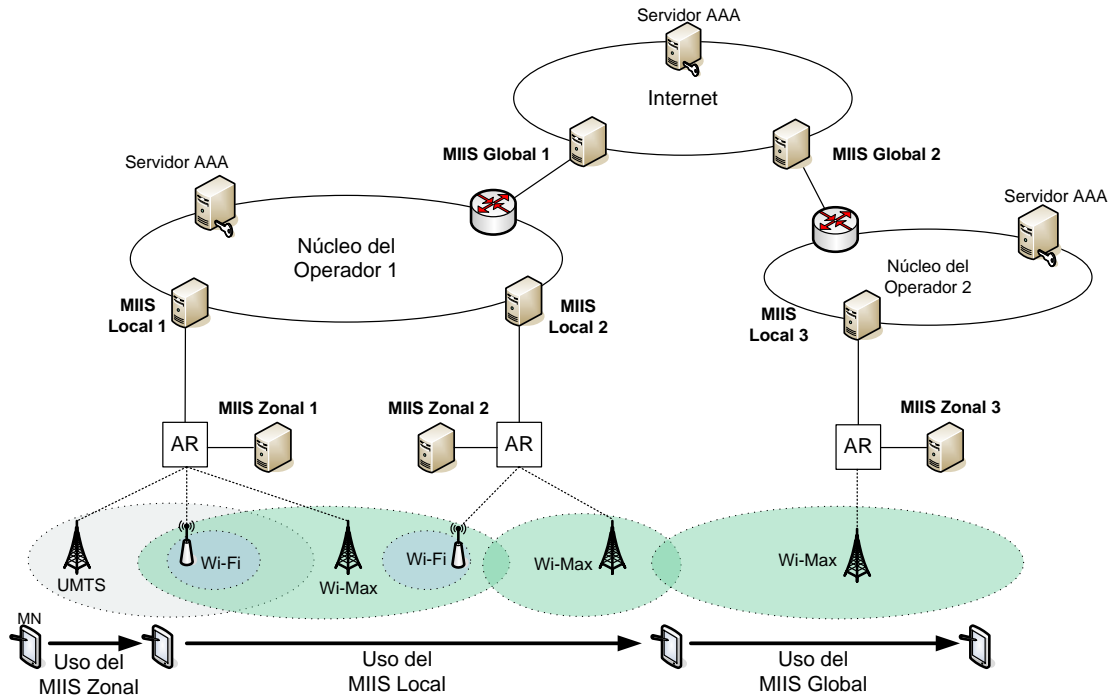 Servidor AAA
Internet
MIIS Global 1
MIIS Global 2
Servidor AAA
Servidor AAA
Núcleo del
Operador 1
Núcleo del
Operador 2
MIIS
Local 1
MIIS
Local 2
MIIS
Local 3
MIIS Zonal 1
MIIS Zonal 2
MIIS Zonal 3
AR
AR
AR
UMTS
Wi-Fi
Wi-Max
Wi-Fi
Wi-Max
Wi-Max
MN
Uso del
MIIS Zonal
Uso del
MIIS Local
Uso del
MIIS Global